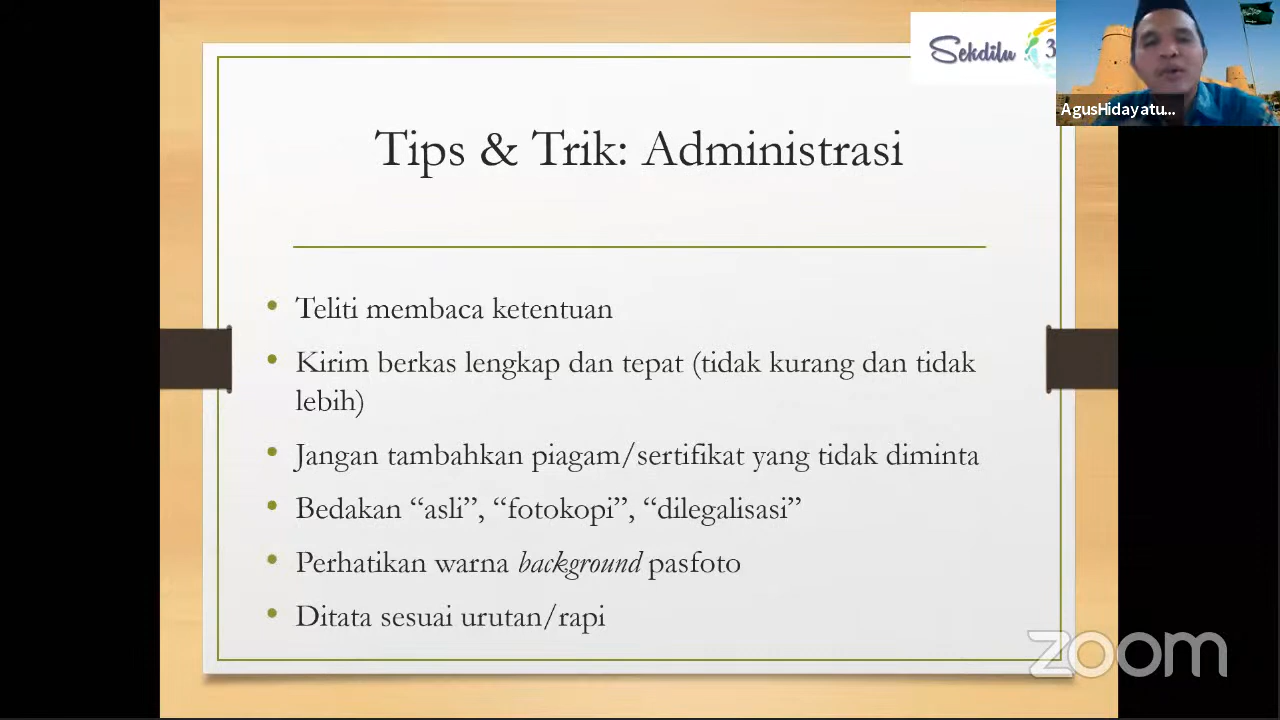 Sekdilu 3
AgusHidayatu...
Tips & Trik: Administrasi
• Teliti membaca ketentuan
• Kirim berkas lengkap dan tepat (tidak kurang dan tidak
lebih)
• Jangan tambahkan piagam/sertifikat yang tidak diminta
• Bedakan “asli”, “fotokopi”, “dilegalisasi”
• Perhatikan warna background pasfoto
• Ditata sesuai urutan/rapi
zoom